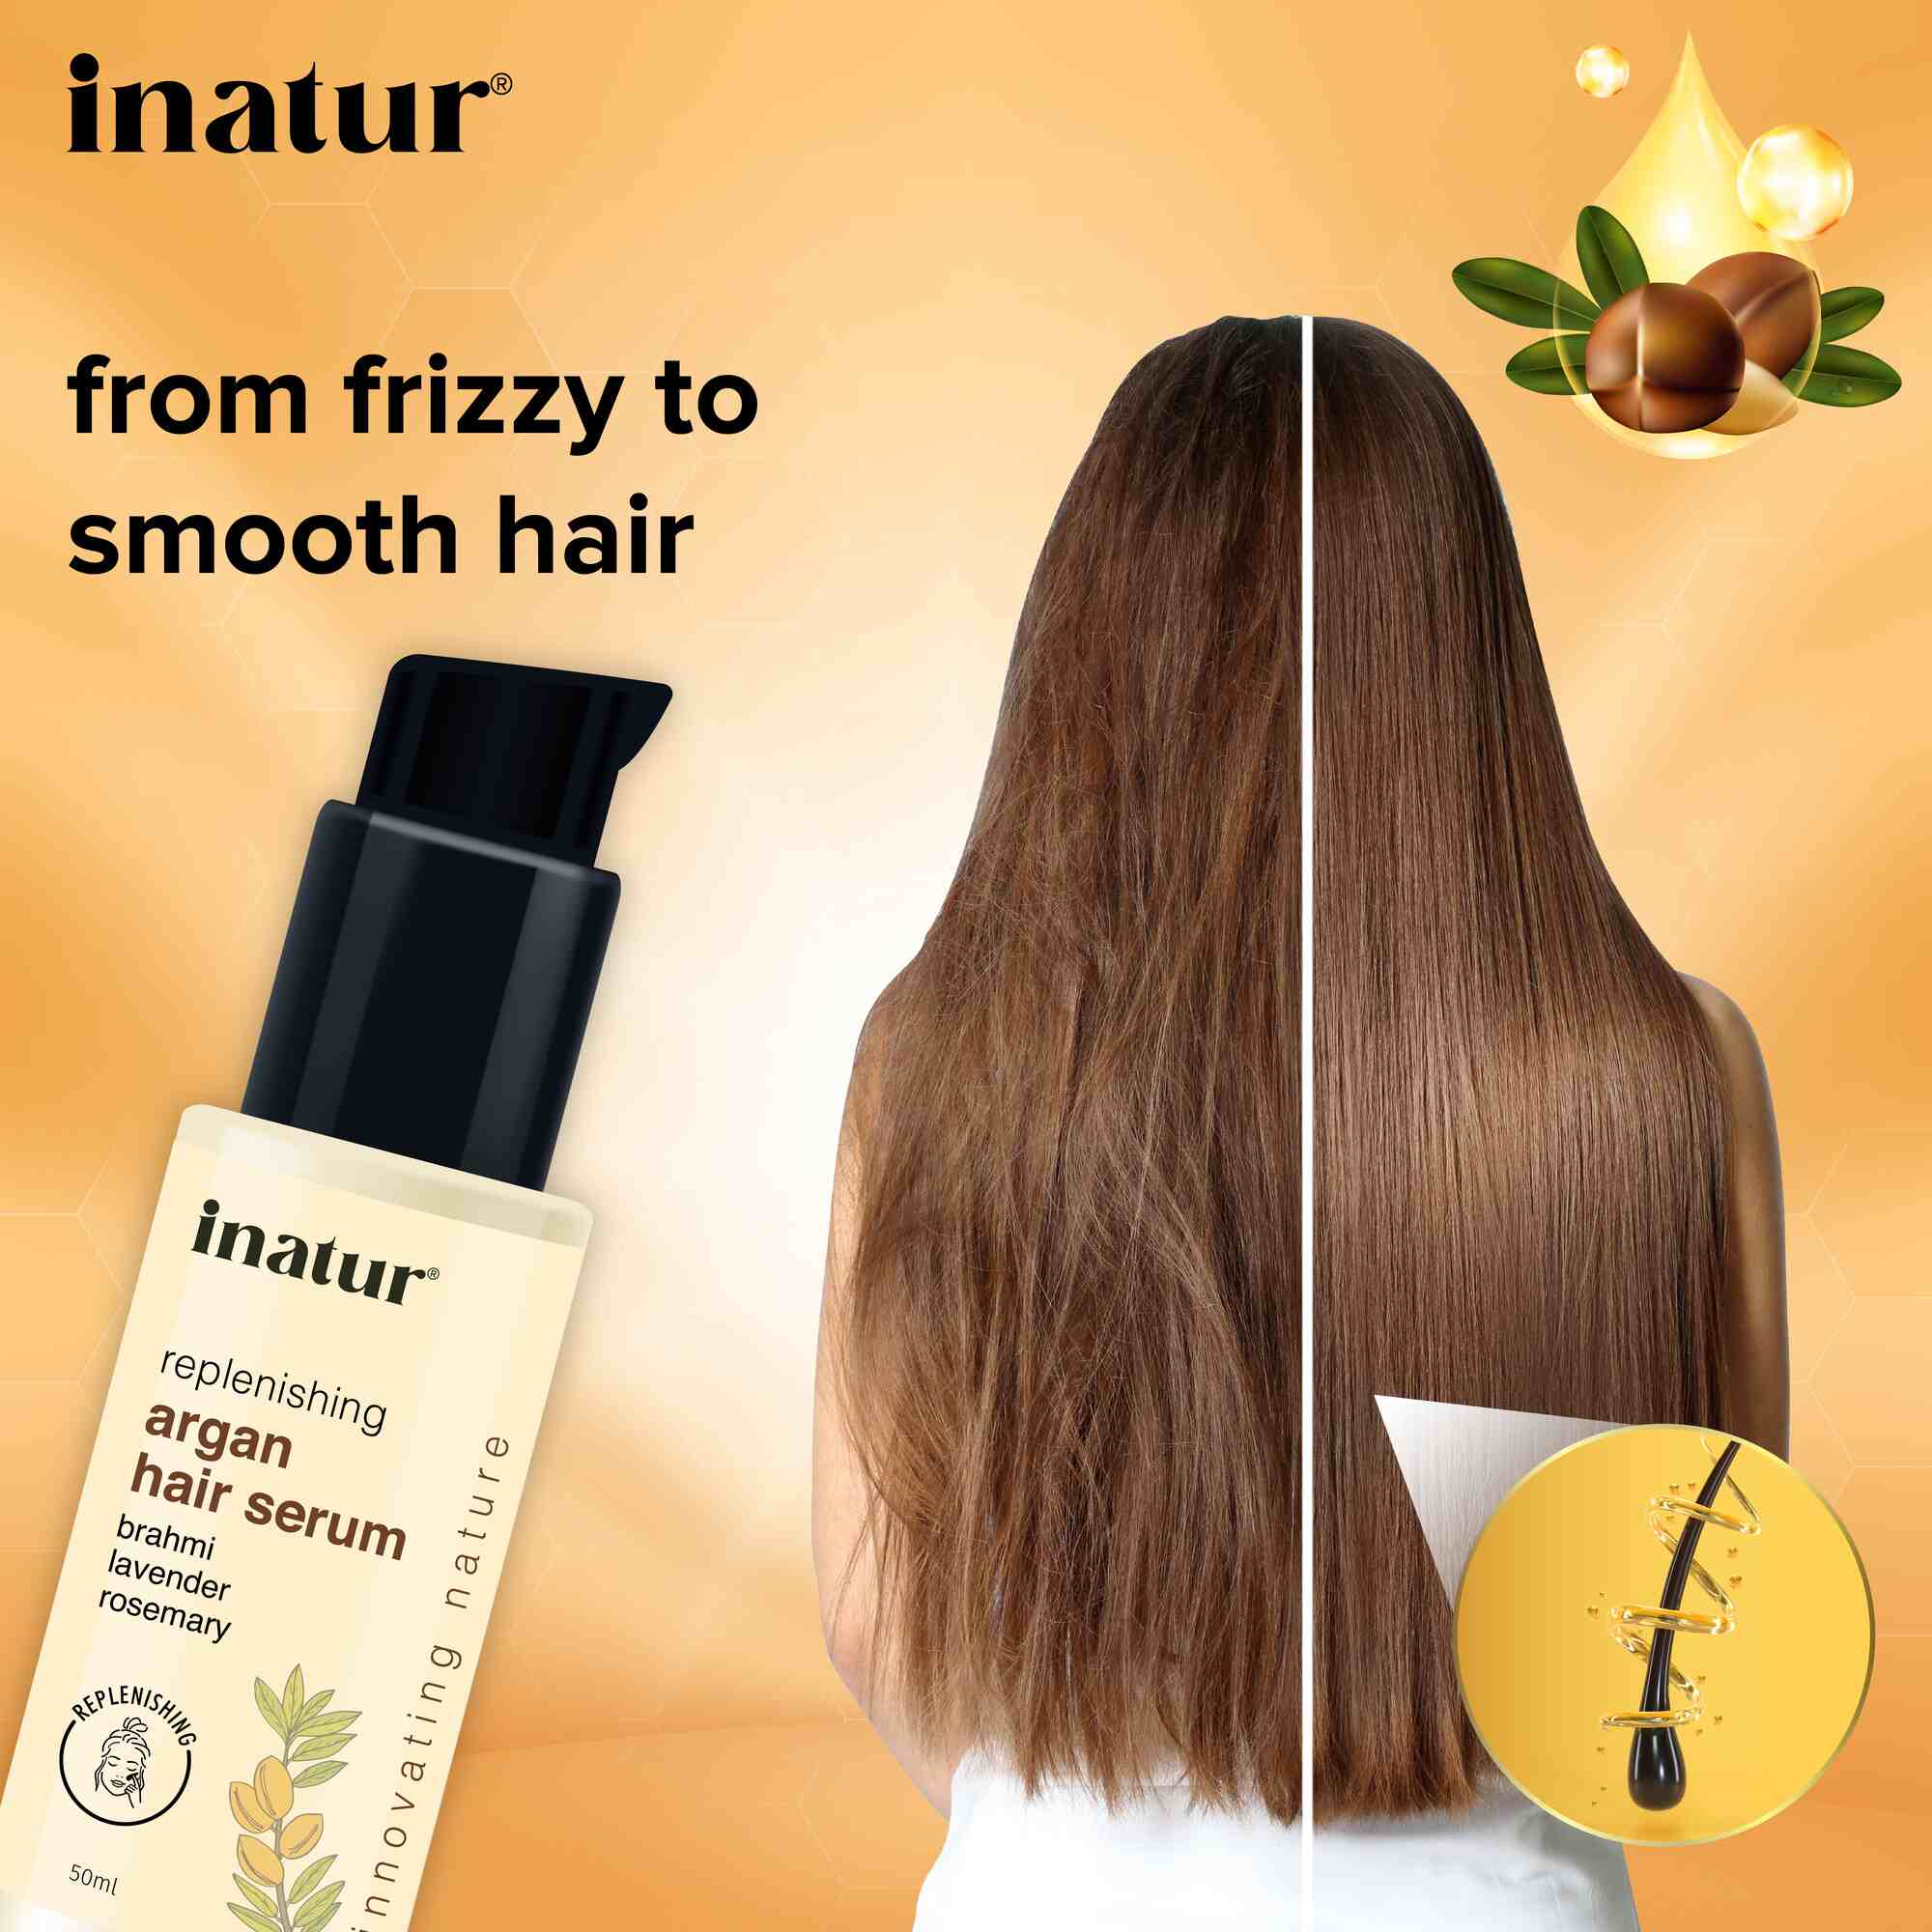 inatur®
from frizzy to
smooth hair
inatur®
replenishing
argan
hair serum
brahmi
lavender
rosemary
innovating nature
REPLENISHING
50ml